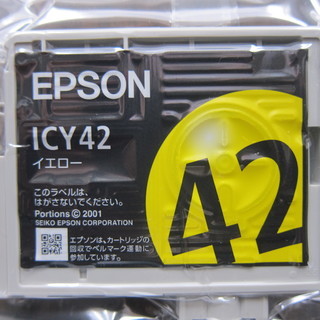 EPSON
ICY42
イエロー
このラベルは、
はがさないでください。
Portions © 2001
SEIKO EPSON CORPORATION
エプソンは、カートリッジの
回収でベルマーク運動に
参加しています。
42